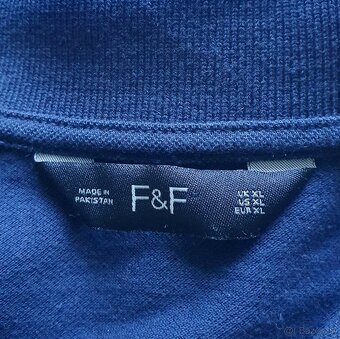 MADE IN
PAKISTAN
F&F
UK XL
US XL
EUR XL